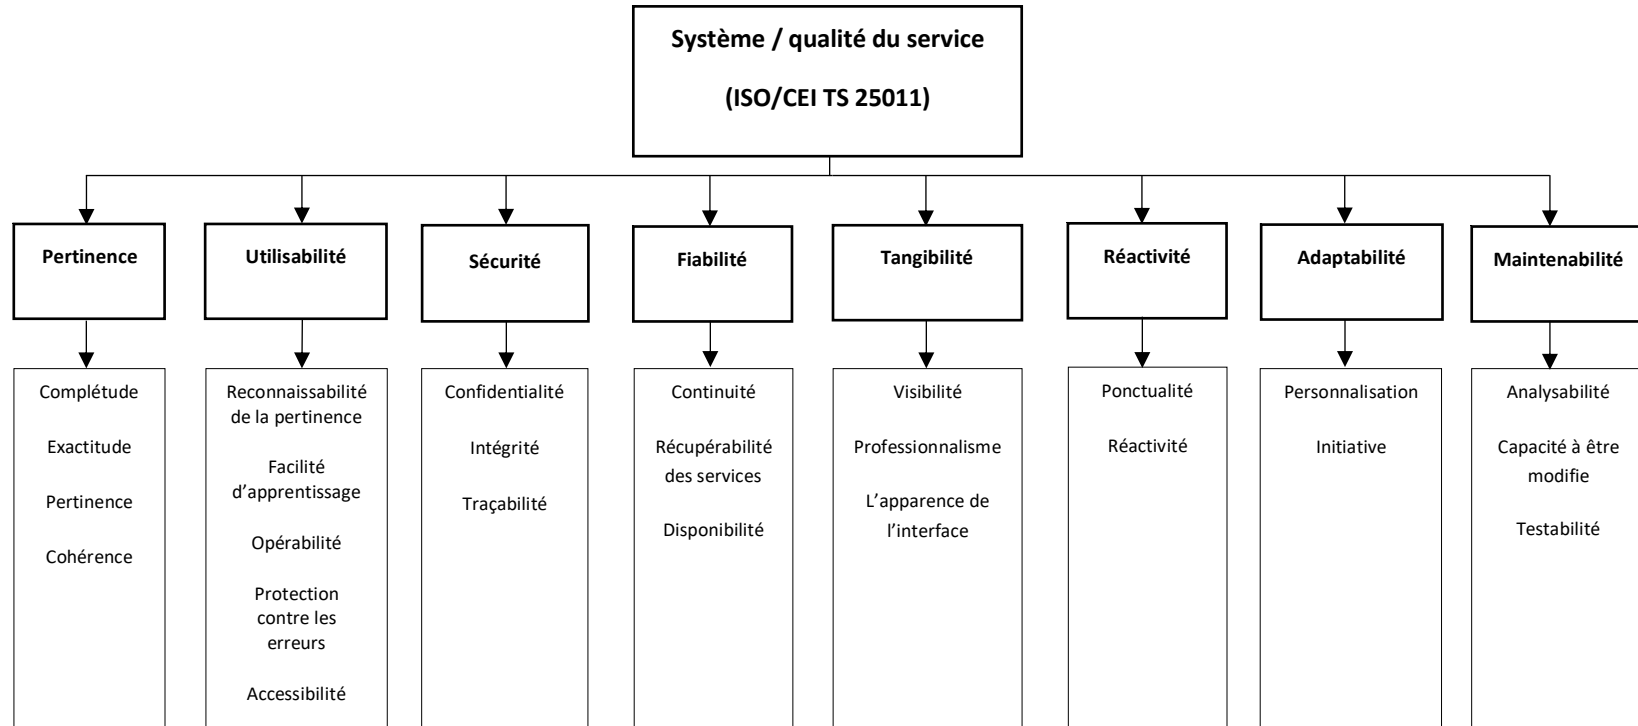 Système / qualité du service
(ISO/CEI TS 25011)
Pertinence
Utilisabilité
Sécurité
Fiabilité
Tangibilité
Réactivité
Adaptabilité
Maintenabilité
Complétude
Exactitude
Pertinence
Cohérence
Reconnaissabilité
de la pertinence
Facilité
d'apprentissage
Opérabilité
Protection
contre les
erreurs
Accessibilité
Confidentialité
Intégrité
Traçabilité
Continuité
Récupérabilité
des services
Disponibilité
Visibilité
Professionnalisme
L'apparence de
l'interface
Ponctualité
Réactivité
Personnalisation
Initiative
Analysabilité
Capacité à être
modifie
Testabilité